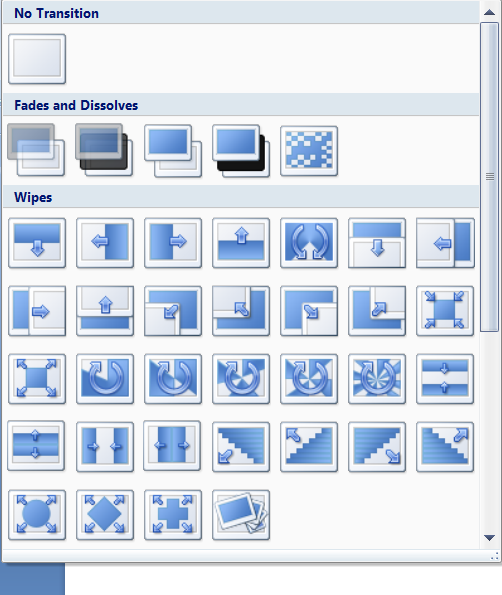 No Transition
Fades and Dissolves
Wipes